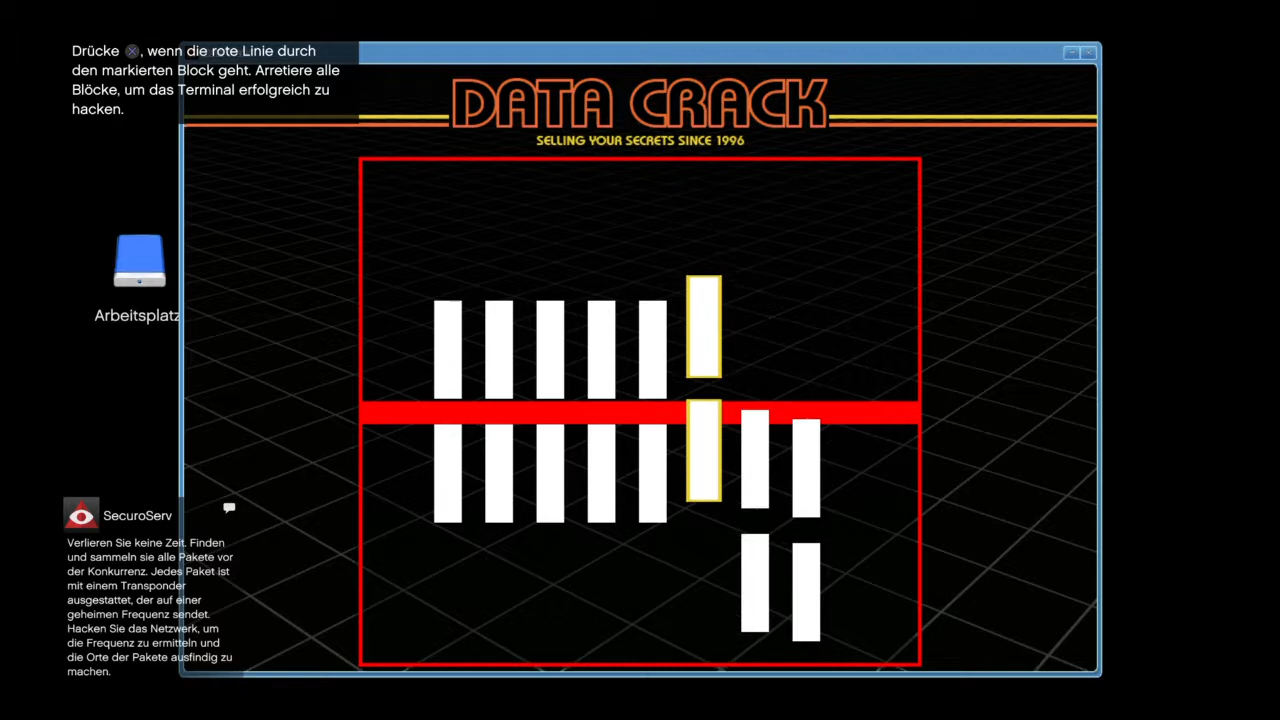 Drücke ⓧ, wenn die rote Linie durch
den markierten Block geht. Arretiere alle
Blöcke, um das Terminal erfolgreich zu
hacken.
DATA CRACK
SELLING YOUR SECRETS SINCE 1996
Arbeitsplatz
SecuroServ
Verlieren Sie keine Zeit. Finden
und sammeln sie alle Pakete vor
der Konkurrenz. Jedes Paket ist
mit einem Transponder
ausgestattet, der auf einer
geheimen Frequenz sendet.
Hacken Sie das Netzwerk, um
die Frequenz zu ermitteln und
die Orte der Pakete ausfindig zu
machen.